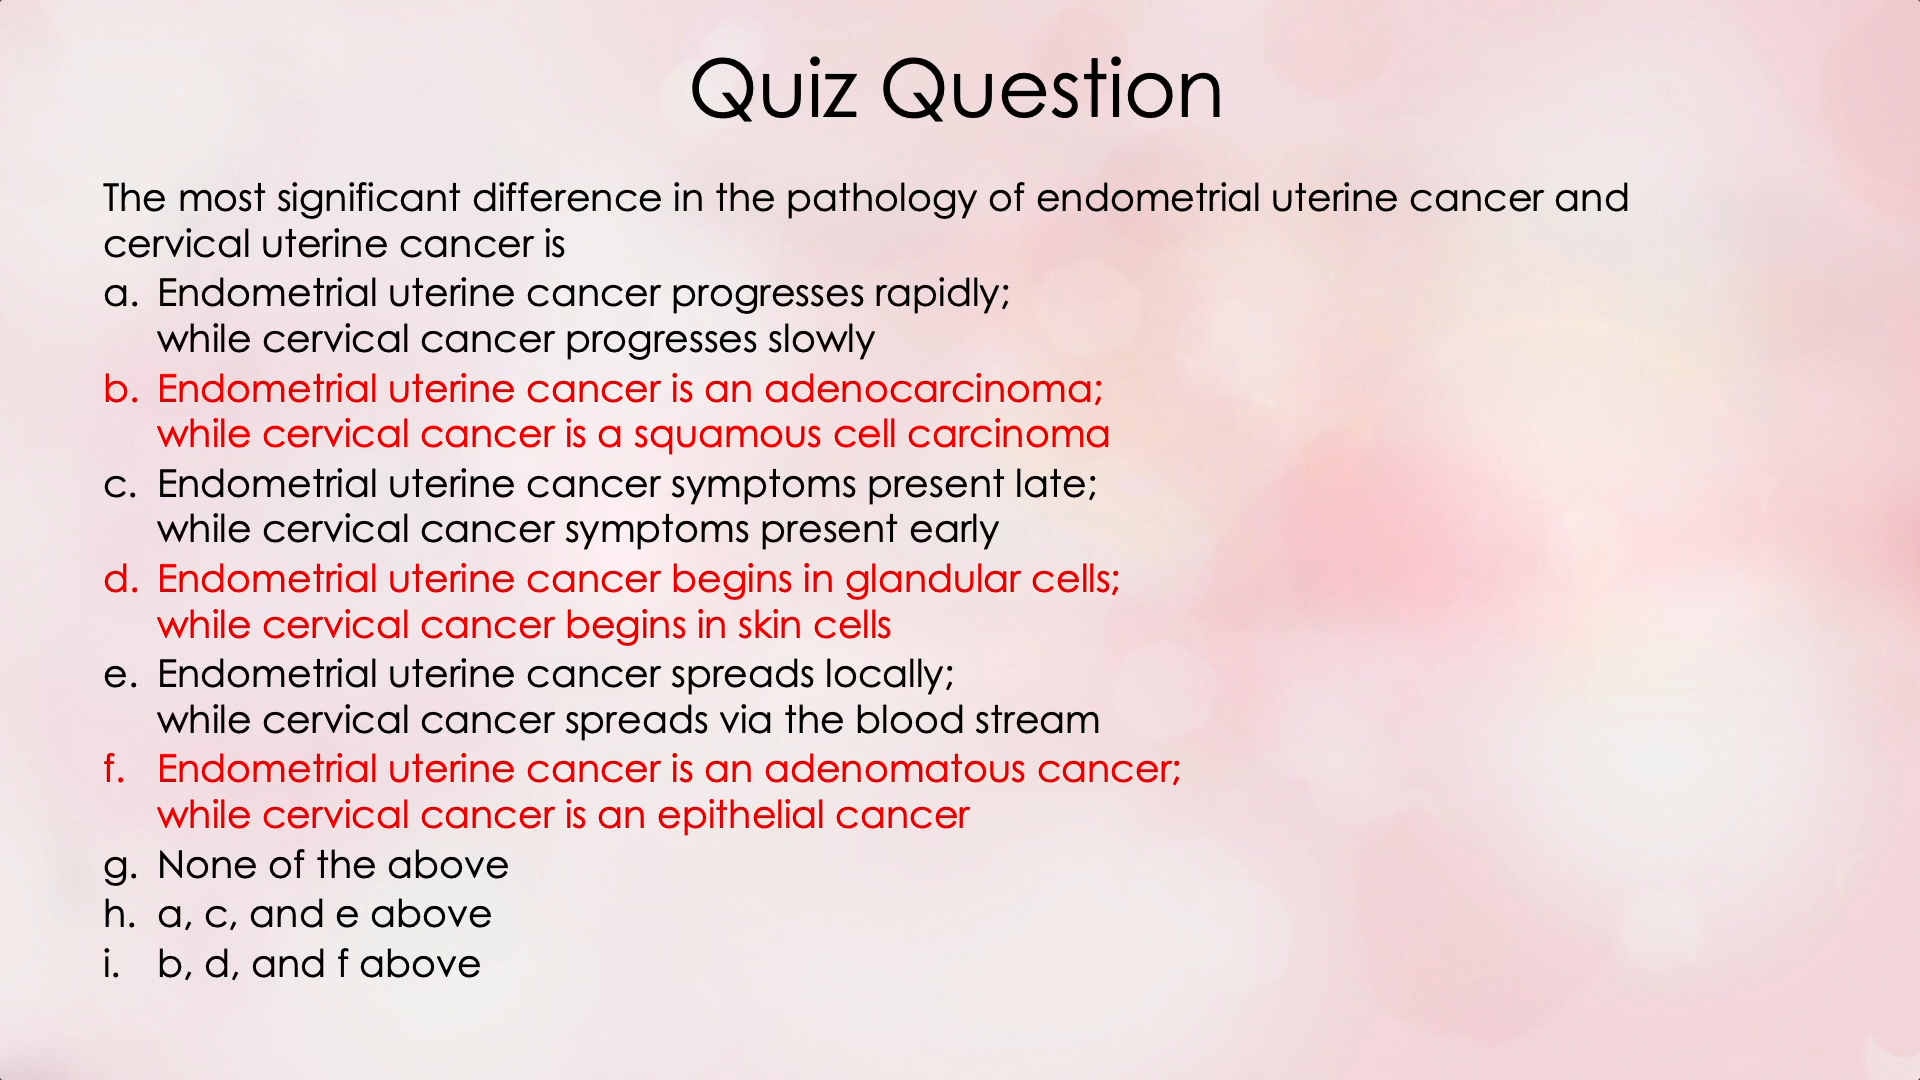 Quiz Question
The most significant difference in the pathology of endometrial uterine cancer and
cervical uterine cancer is
a. Endometrial uterine cancer progresses rapidly;
while cervical cancer progresses slowly
b. Endometrial uterine cancer is an adenocarcinoma;
while cervical cancer is a squamous cell carcinoma
c. Endometrial uterine cancer symptoms present late;
while cervical cancer symptoms present early
d. Endometrial uterine cancer begins in glandular cells;
while cervical cancer begins in skin cells
e. Endometrial uterine cancer spreads locally;
while cervical cancer spreads via the blood stream
f. Endometrial uterine cancer is an adenomatous cancer;
while cervical cancer is an epithelial cancer
g. None of the above
h. a, c, and e above
i. b, d, and f above